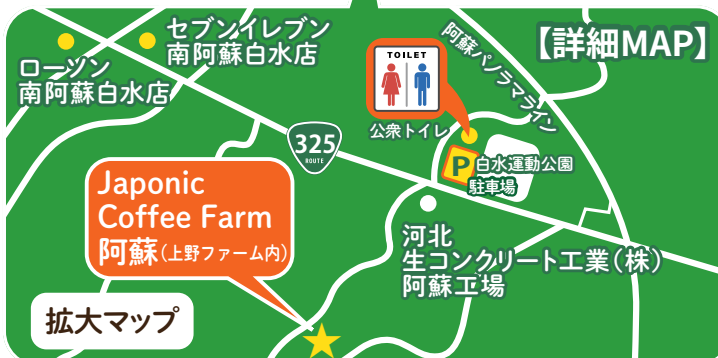 セブンイレブン
南阿蘇白水店
ローソン
南阿蘇白水店
TOILET
公衆トイレ
阿蘇パノラマライン
【詳細MAP】
325
ROUTE
P
白水運動公園
駐車場
Japonic
Coffee Farm
阿蘇(上野ファーム内)
河北
生コンクリート工業(株)
阿蘇工場
拡大マップ